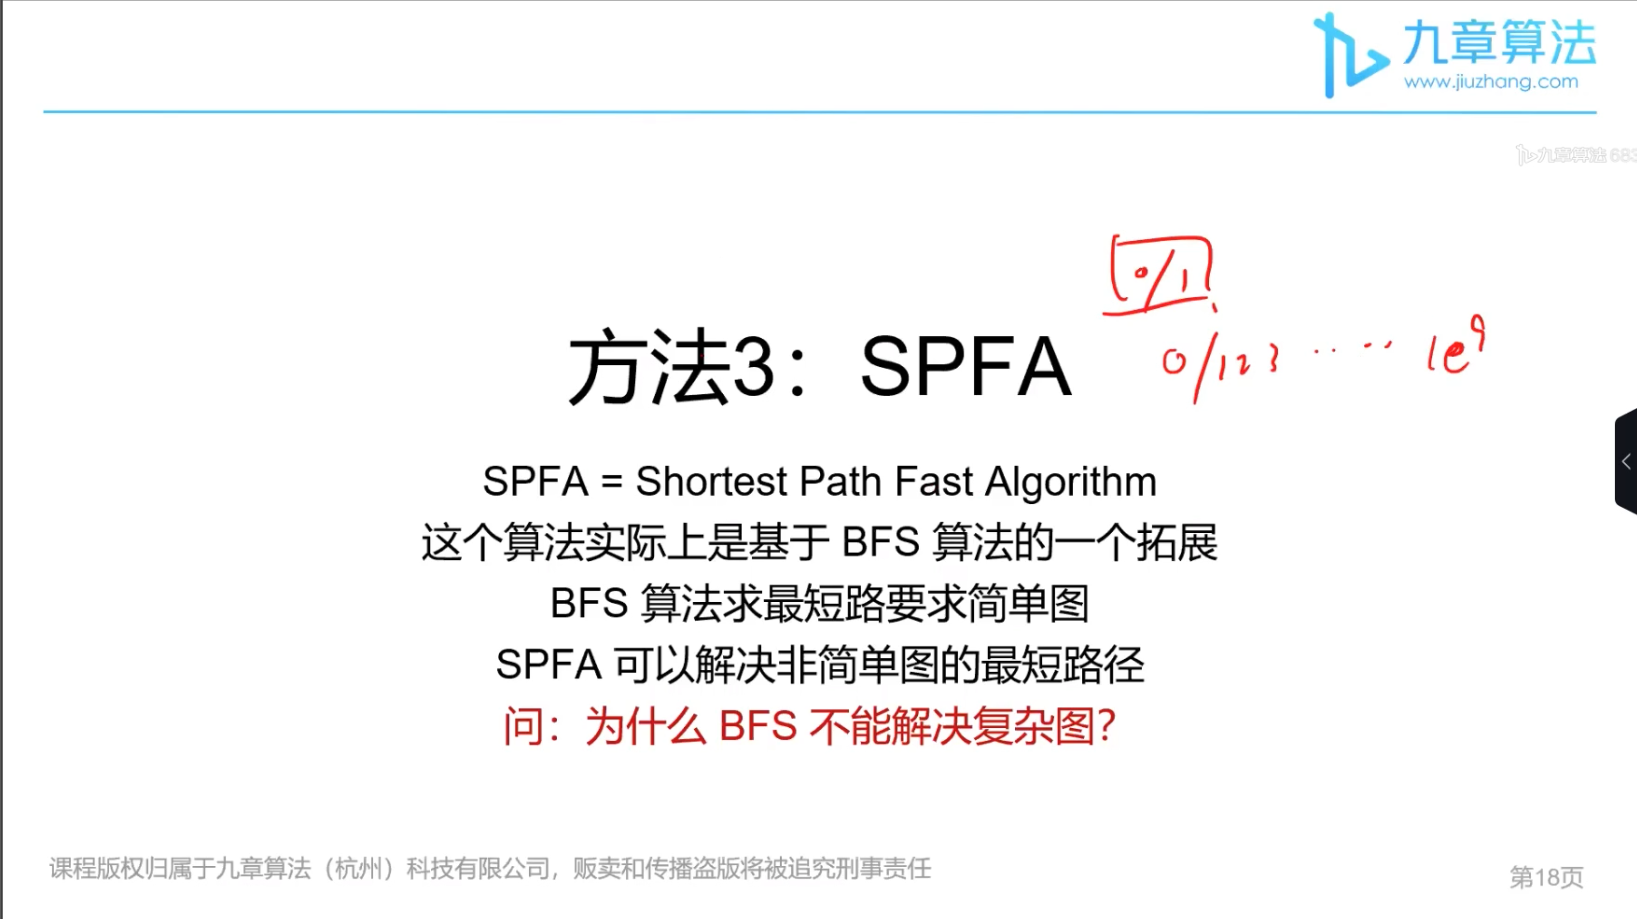 九章算法
www.jiuzhang.com
九章算法 683
0/1
0/123 ..... 1e9
方法3：SPFA
SPFA = Shortest Path Fast Algorithm
这个算法实际上是基于 BFS 算法的一个拓展
BFS 算法求最短路要求简单图
SPFA 可以解决非简单图的最短路径
问：为什么 BFS 不能解决复杂图？
课程版权归属于九章算法（杭州）科技有限公司，贩卖和传播盗版将被追究刑事责任
第18页